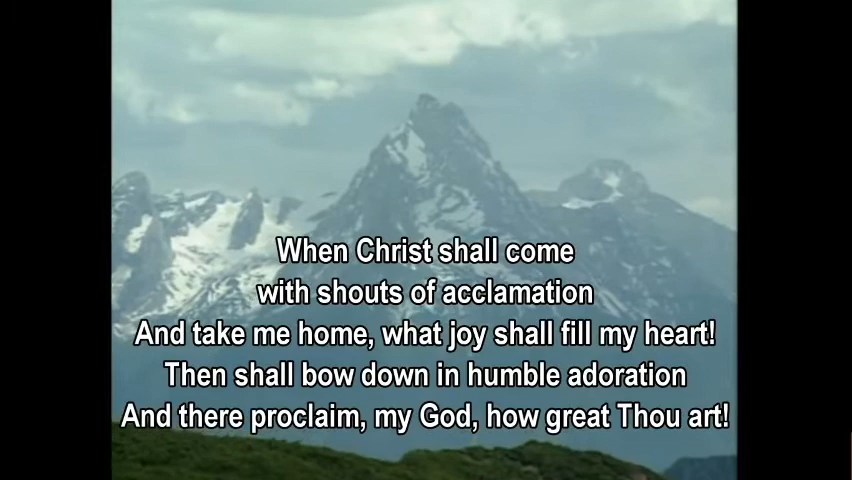 When Christ shall come
with shouts of acclamation
And take me home, what joy shall fill my heart!
Then shall bow down in humble adoration
And there proclaim, my God, how great Thou art!